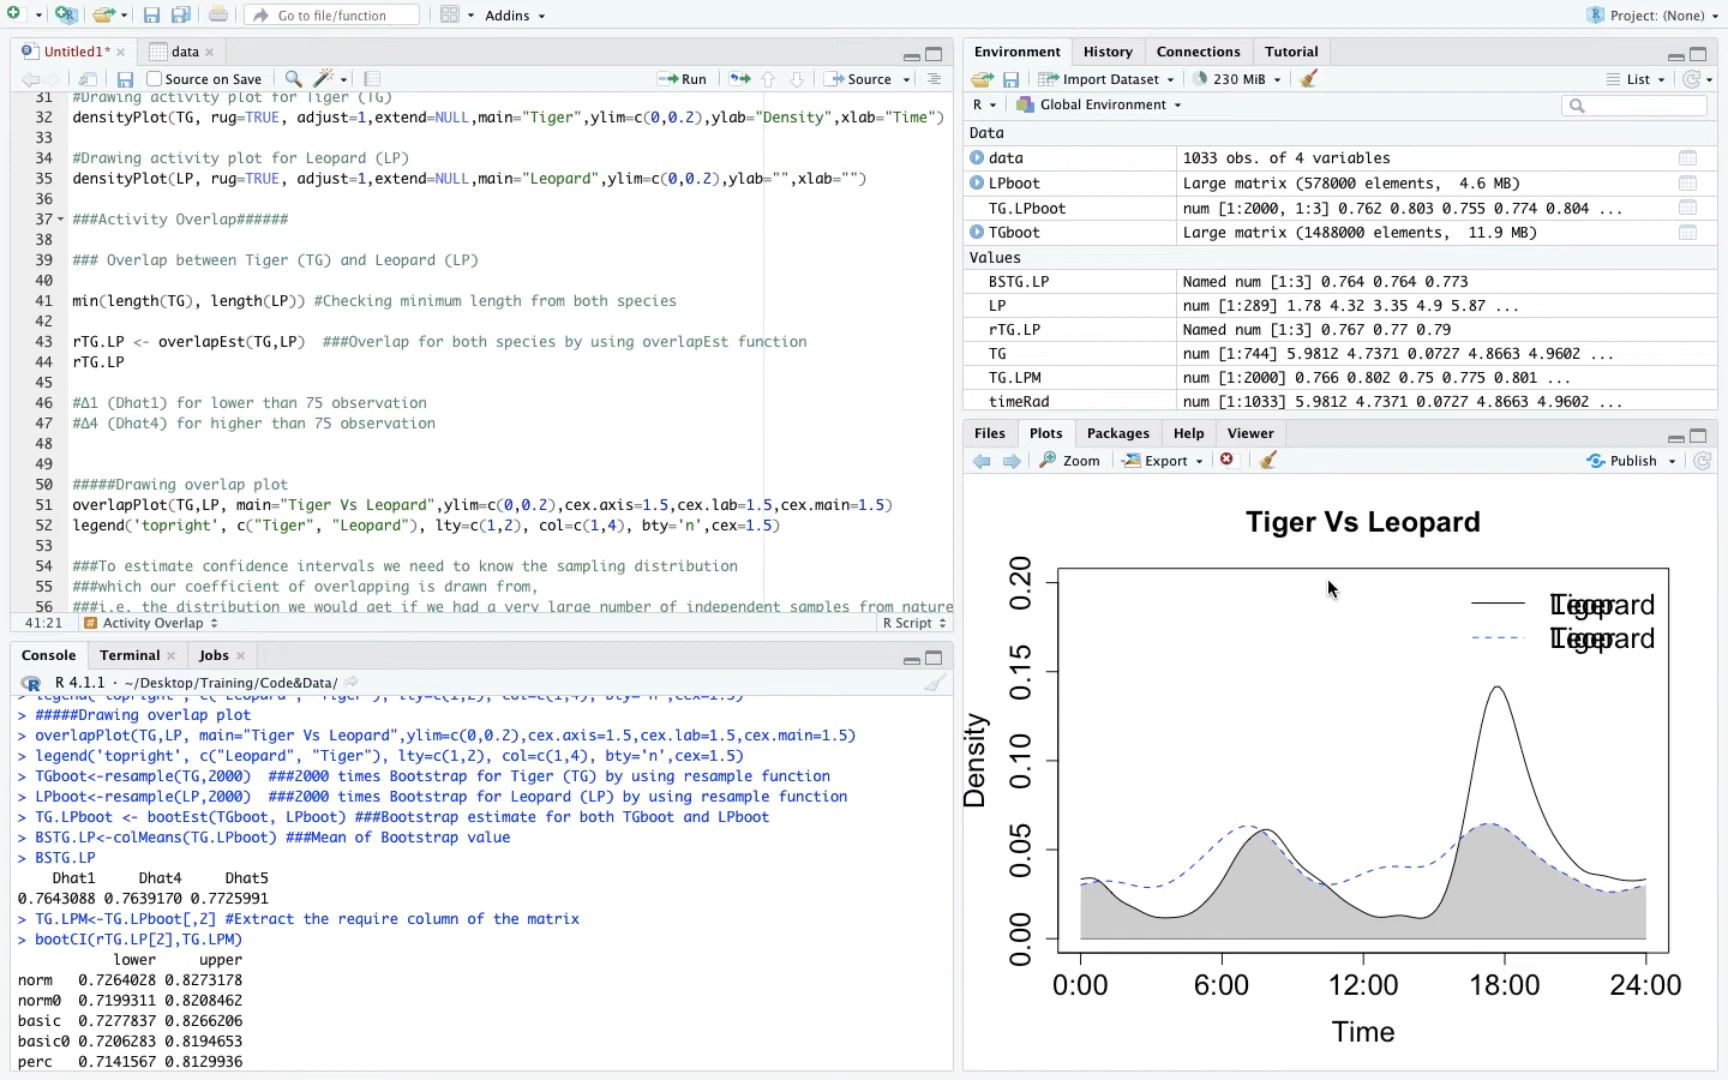 Go to file/function
Addins
Project: (None)
Untitled1*
data
Source on Save
Run
Source
31 #Drawing activity plot for Tiger (TG)
32 densityPlot(TG, rug=TRUE, adjust=1,extend=NULL,main="Tiger",ylim=c(0,0.2),ylab="Density",xlab="Time")
33
34 #Drawing activity plot for Leopard (LP)
35 densityPlot(LP, rug=TRUE, adjust=1,extend=NULL,main="Leopard",ylim=c(0,0.2),ylab="",xlab="")
36
37 ###Activity Overlap######
38
39 ### Overlap between Tiger (TG) and Leopard (LP)
40
41 min(length(TG), length(LP)) #Checking minimum length from both species
42
43 rTG.LP <- overlapEst(TG,LP)  ###Overlap for both species by using overlapEst function
44 rTG.LP
45
46 #Δ1 (Dhat1) for lower than 75 observation
47 #Δ4 (Dhat4) for higher than 75 observation
48
49
50 #####Drawing overlap plot
51 overlapPlot(TG,LP, main="Tiger Vs Leopard",ylim=c(0,0.2),cex.axis=1.5,cex.lab=1.5,cex.main=1.5)
52 legend('topright', c("Tiger", "Leopard"), lty=c(1,2), col=c(1,4), bty='n',cex=1.5)
53
54 ###To estimate confidence intervals we need to know the sampling distribution
55 ###which our coefficient of overlapping is drawn from,
56 ###i.e. the distribution we would get if we had a very large number of independent samples from nature
41:21 Activity Overlap R Script
Console Terminal Jobs
R 4.1.1 · ~/Desktop/Training/Code&Data/
> legend('topright', c("Leopard", "Tiger"), lty=c(1,2), col=c(1,4), bty='n',cex=1.5)
> #####Drawing overlap plot
> overlapPlot(TG,LP, main="Tiger Vs Leopard",ylim=c(0,0.2),cex.axis=1.5,cex.lab=1.5,cex.main=1.5)
> legend('topright', c("Leopard", "Tiger"), lty=c(1,2), col=c(1,4), bty='n',cex=1.5)
> TGboot<-resample(TG,2000)  ###2000 times Bootstrap for Tiger (TG) by using resample function
> LPboot<-resample(LP,2000)  ###2000 times Bootstrap for Leopard (LP) by using resample function
> TG.LPboot <- bootEst(TGboot, LPboot) ###Bootstrap estimate for both TGboot and LPboot
> BSTG.LP<-colMeans(TG.LPboot) ###Mean of Bootstrap value
> BSTG.LP
Dhat1 Dhat4 Dhat5
0.7643088 0.7639170 0.7725991
> TG.LPM<-TG.LPboot[,2] #Extract the require column of the matrix
> bootCI(rTG.LP[2],TG.LPM)
lower upper
norm 0.7264028 0.8273178
norm0 0.7199311 0.8208462
basic 0.7277837 0.8266206
basic0 0.7206283 0.8194653
perc 0.7141567 0.8129936
Environment History Connections Tutorial
Import Dataset 230 MiB List
R Global Environment
Data
data 1033 obs. of 4 variables
LPboot Large matrix (578000 elements,  4.6 MB)
TG.LPboot num [1:2000, 1:3] 0.762 0.803 0.755 0.774 0.804 ...
TGboot Large matrix (1488000 elements,  11.9 MB)
Values
BSTG.LP Named num [1:3] 0.764 0.764 0.773
LP num [1:289] 1.78 4.32 3.35 4.9 5.87 ...
rTG.LP Named num [1:3] 0.767 0.77 0.79
TG num [1:744] 5.9812 4.7371 0.0727 4.8663 4.9602 ...
TG.LPM num [1:2000] 0.766 0.802 0.75 0.775 0.801 ...
timeRad num [1:1033] 5.9812 4.7371 0.0727 4.8663 4.9602 ...
Files Plots Packages Help Viewer
Zoom Export Publish
Tiger Vs Leopard
0.20
0.15
0.10
0.05
0.00
Density
Leopard
Tiger
Tiger
Leopard
0:00 6:00 12:00 18:00 24:00
Time